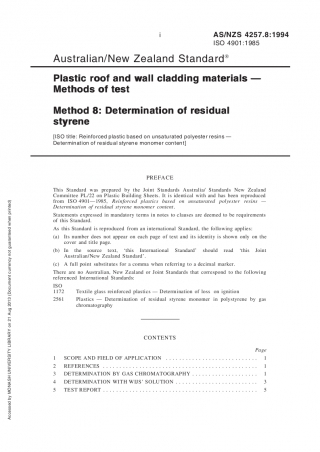 i
AS/NZS 4257.8:1994
ISO 4901:1985
Australian/New Zealand Standard®
Plastic roof and wall cladding materials —
Methods of test
Method 8: Determination of residual
styrene
[ISO title: Reinforced plastic based on unsaturated polyester resins —
Determination of residual styrene monomer content]
PREFACE
This Standard was prepared by the Joint Standards Australia/ Standards New Zealand
Committee PL/22 on Plastic Building Sheets. It is identical with and has been reproduced
from ISO 4901—1985, Reinforced plastics based on unsaturated polyester resins —
Determination of residual styrene monomer content.
Statements expressed in mandatory terms in notes to clauses are deemed to be requirements
of this Standard.
As this Standard is reproduced from an international Standard, the following applies:
(a) Its number does not appear on each page of text and its identity is shown only on the
cover and title page.
(b) In the source text, ‘this International Standard’ should read ‘this Joint
Australian/New Zealand Standard’.
(c) A full point substitutes for a comma when referring to a decimal marker.
There are no Australian, New Zealand or Joint Standards that correspond to the following
referenced International Standards:
ISO
1172 Textile glass reinforced plastics — Determination of loss on ignition
2561 Plastics — Determination of residual styrene monomer in polystyrene by gas
chromatography
CONTENTS
Page
1 SCOPE AND FIELD OF APPLICATION . . . . . . . . . . . . . . . . . . . . . 1
2 REFERENCES . . . . . . . . . . . . . . . . . . . . . . . . . . . . . . . . . 1
3 DETERMINATION BY GAS CHROMATOGRAPHY . . . . . . . . . . . . . . . . . . 1
4 DETERMINATION WITH WIJS’ SOLUTION . . . . . . . . . . . . . . . . . . . . 3
5 TEST REPORT . . . . . . . . . . . . . . . . . . . . . . . . . . . . . . . . . 5
Accessed by MONASH UNIVERSITY LIBRARY on 21 Aug 2013 (Document currency not guaranteed when printed)